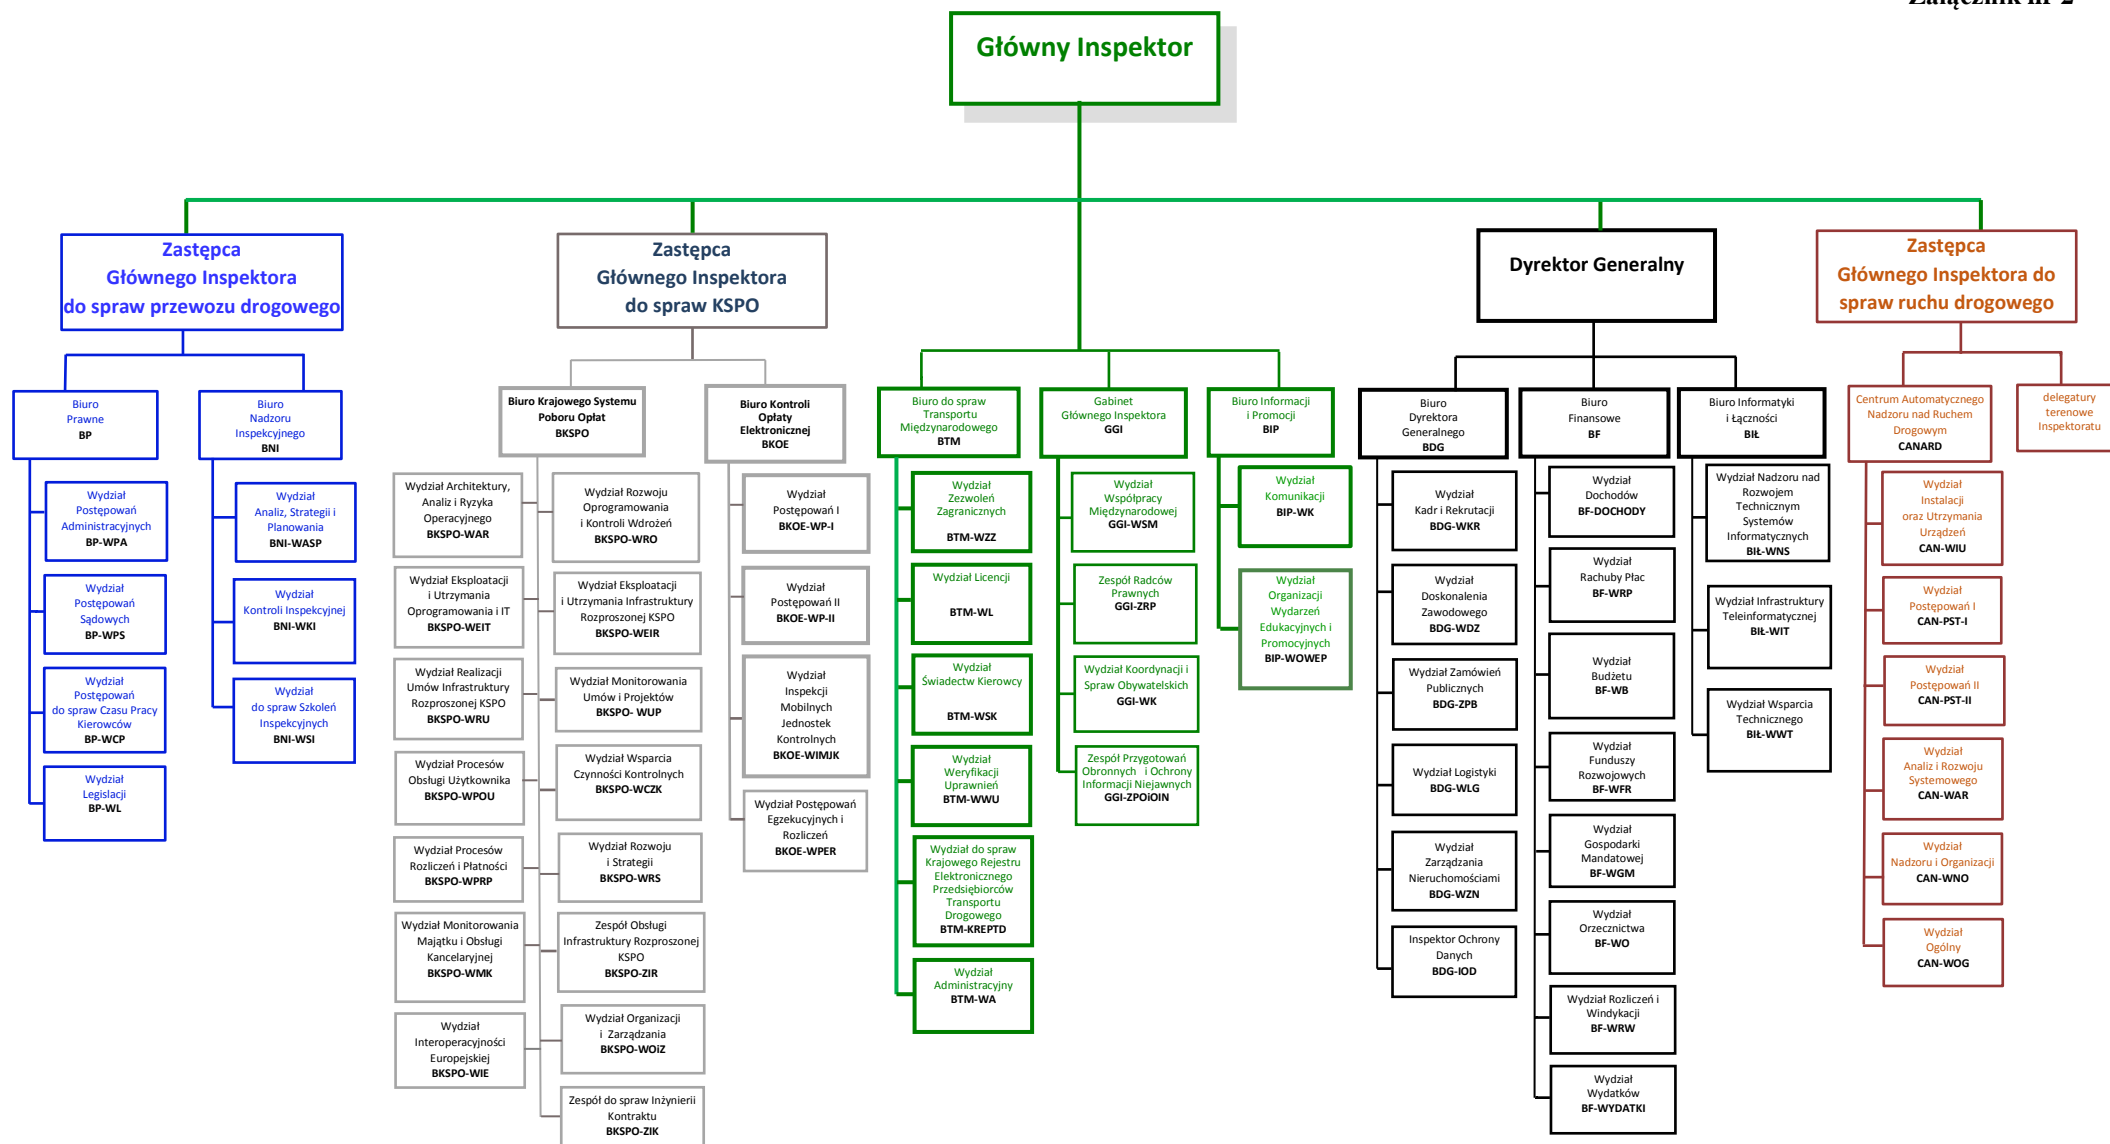 Załącznik nr 2
Główny Inspektor
Zastępca
Głównego Inspektora
do spraw przewozu drogowego
Zastępca
Głównego Inspektora
do spraw KSPO
Dyrektor Generalny
Zastępca
Głównego Inspektora do
spraw ruchu drogowego
Biuro
Prawne
BP
Wydział
Postępowań
Administracyjnych
BP-WPA
Wydział
Postępowań
Sądowych
BP-WPS
Wydział
Postępowań
do spraw Czasu Pracy
Kierowców
BP-WCP
Wydział
Legislacji
BP-WL
Biuro
Nadzoru
Inspekcyjnego
BNI
Wydział
Analiz, Strategii i
Planowania
BNI-WASP
Wydział
Kontroli Inspekcyjnej
BNI-WKI
Wydział
do spraw Szkoleń
Inspekcyjnych
BNI-WSI
Biuro Krajowego Systemu
Poboru Opłat
BKSPO
Wydział Architektury,
Analiz i Ryzyka
Operacyjnego
BKSPO-WAR
Wydział Eksploatacji
i Utrzymania
Oprogramowania i IT
BKSPO-WEIT
Wydział Realizacji
Umów Infrastruktury
Rozproszonej KSPO
BKSPO-WRU
Wydział Procesów
Obsługi Użytkownika
BKSPO-WPOU
Wydział Procesów
Rozliczeń i Płatności
BKSPO-WPRP
Wydział Monitorowania
Majątku i Obsługi
Kancelaryjnej
BKSPO-WMK
Wydział
Interoperacyjności
Europejskiej
BKSPO-WIE
Wydział Rozwoju
Oprogramowania
i Kontroli Wdrożeń
BKSPO-WRO
Wydział Eksploatacji
i Utrzymania Infrastruktury
Rozproszonej KSPO
BKSPO-WEIR
Wydział Monitorowania
Umów i Projektów
BKSPO- WUP
Wydział Wsparcia
Czynności Kontrolnych
BKSPO-WCZK
Wydział Rozwoju
i Strategii
BKSPO-WRS
Zespół Obsługi
Infrastruktury Rozproszonej
KSPO
BKSPO-ZIR
Wydział Organizacji
i Zarządzania
BKSPO-WOiZ
Zespół do spraw Inżynierii
Kontraktu
BKSPO-ZIK
Biuro Kontroli
Opłaty
Elektronicznej
BKOE
Wydział
Postępowań I
BKOE-WP-I
Wydział
Postępowań II
BKOE-WP-II
Wydział
Inspekcji
Mobilnych
Jednostek
Kontrolnych
BKOE-WIMJK
Wydział Postępowań
Egzekucyjnych i
Rozliczeń
BKOE-WPER
Biuro do spraw
Transportu
Międzynarodowego
BTM
Wydział
Zezwoleń
Zagranicznych
BTM-WZZ
Wydział Licencji
BTM-WL
Wydział
Świadectw Kierowcy
BTM-WSK
Wydział
Weryfikacji
Uprawnień
BTM-WWU
Wydział do spraw
Krajowego Rejestru
Elektronicznego
Przedsiębiorców
Transportu
Drogowego
BTM-KREPTD
Wydział
Administracyjny
BTM-WA
Gabinet
Głównego Inspektora
GGI
Wydział
Współpracy
Międzynarodowej
GGI-WSM
Zespół Radców
Prawnych
GGI-ZRP
Wydział Koordynacji i
Spraw Obywatelskich
GGI-WK
Zespół Przygotowań
Obronnych i Ochrony
Informacji Niejawnych
GGI-ZPOiOIN
Biuro Informacji
i Promocji
BIP
Wydział
Komunikacji
BIP-WK
Wydział
Organizacji
Wydarzeń
Edukacyjnych i
Promocyjnych
BIP-WOWEP
Biuro
Dyrektora
Generalnego
BDG
Wydział
Kadr i Rekrutacji
BDG-WKR
Wydział
Doskonalenia
Zawodowego
BDG-WDZ
Wydział Zamówień
Publicznych
BDG-ZPB
Wydział Logistyki
BDG-WLG
Wydział
Zarządzania
Nieruchomościami
BDG-WZN
Inspektor Ochrony
Danych
BDG-IOD
Biuro
Finansowe
BF
Wydział
Dochodów
BF-DOCHODY
Wydział
Rachuby Płac
BF-WRP
Wydział
Budżetu
BF-WB
Wydział
Funduszy
Rozwojowych
BF-WFR
Wydział
Gospodarki
Mandatowej
BF-WGM
Wydział
Orzecznictwa
BF-WO
Wydział Rozliczeń i
Windykacji
BF-WRW
Wydział
Wydatków
BF-WYDATKI
Biuro Informatyki
i Łączności
BIŁ
Wydział Nadzoru nad
Rozwojem
Technicznym
Systemów
Informatycznych
BIŁ-WNS
Wydział Infrastruktury
Teleinformatycznej
BIŁ-WIT
Wydział Wsparcia
Technicznego
BIŁ-WWT
Centrum Automatycznego
Nadzoru nad Ruchem
Drogowym
CANARD
Wydział
Instalacji
oraz Utrzymania
Urządzeń
CAN-WIU
Wydział
Postępowań I
CAN-PST-I
Wydział
Postępowań II
CAN-PST-II
Wydział
Analiz i Rozwoju
Systemowego
CAN-WAR
Wydział
Nadzoru i Organizacji
CAN-WNO
Wydział
Ogólny
CAN-WOG
delegatury
terenowe
Inspektoratu